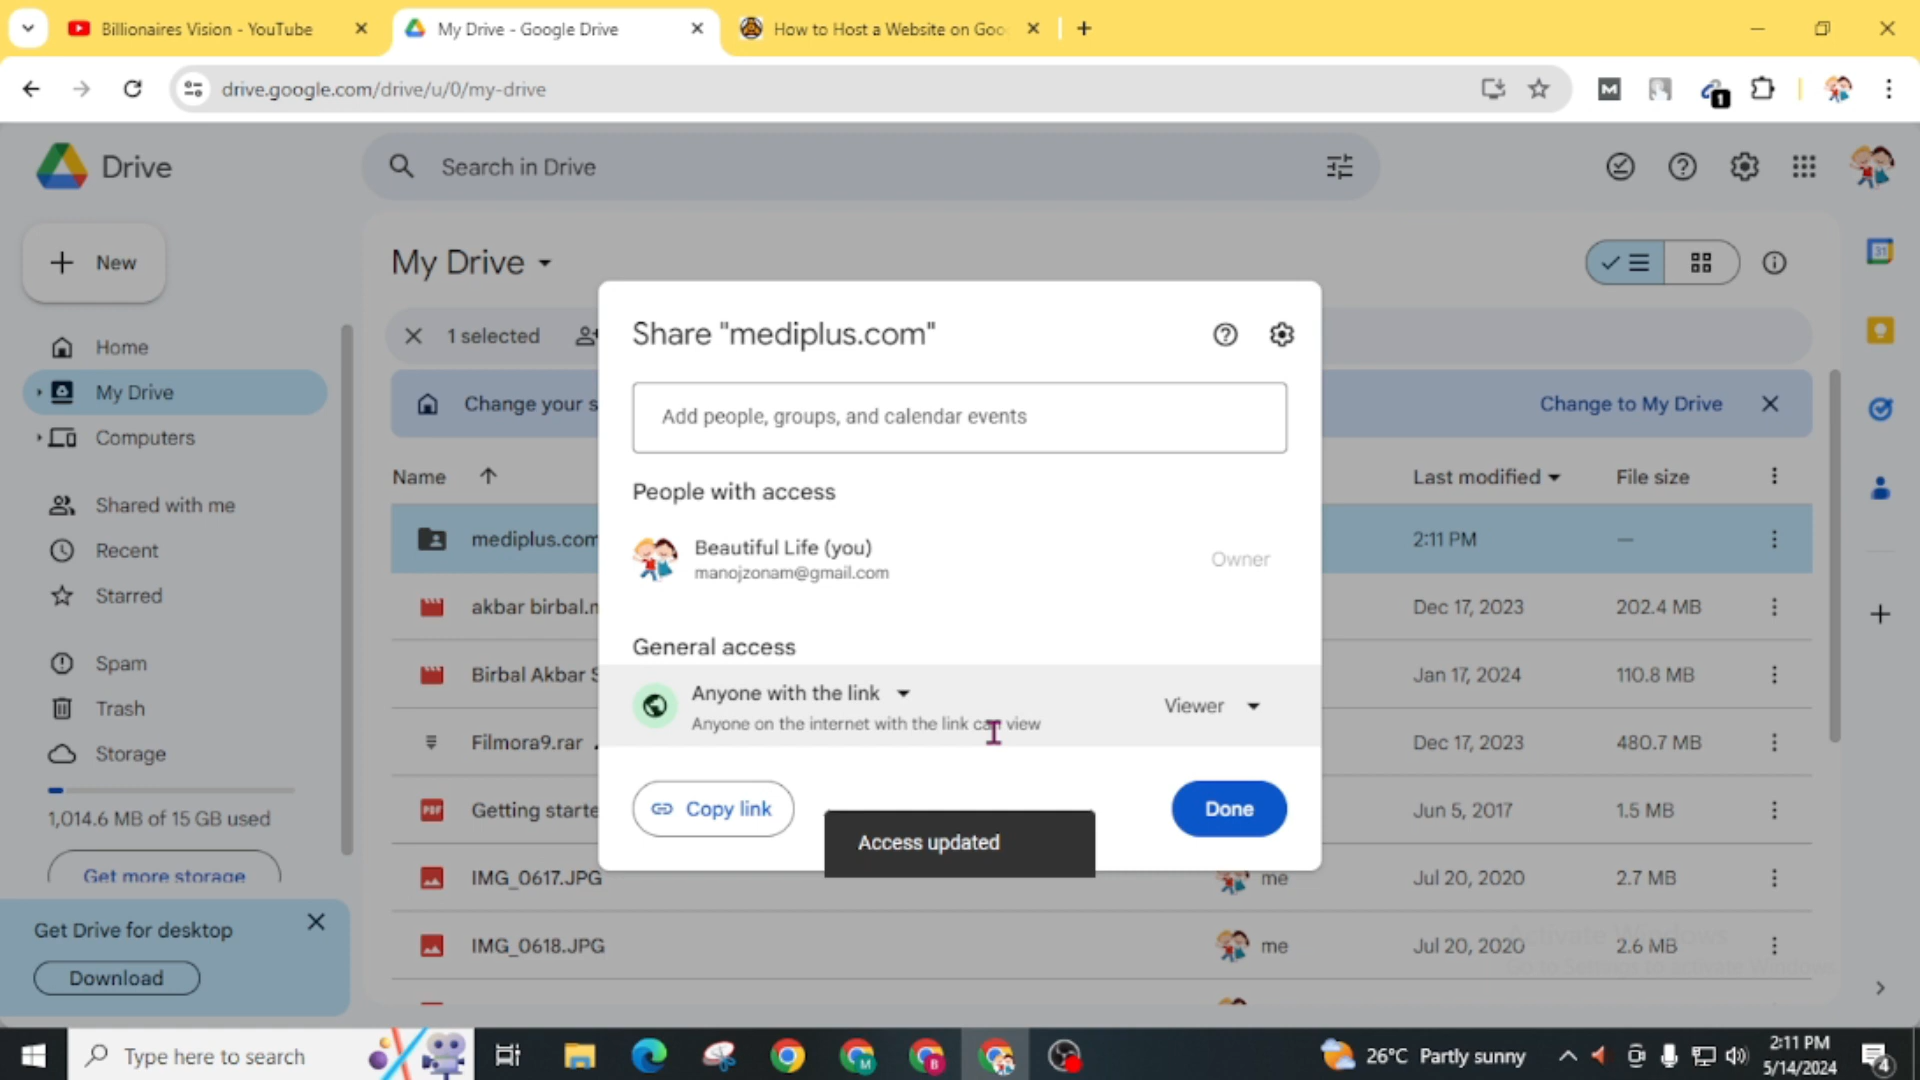 Billionaires Vision - YouTube
My Drive - Google Drive
How to Host a Website on Goo
drive.google.com/drive/u/0/my-drive
1
Drive
Search in Drive
New
My Drive
31
Home
1 selected
Share "mediplus.com"
My Drive
Change your s
Add people, groups, and calendar events
Change to My Drive
Computers
Name
People with access
Last modified
File size
Shared with me
Recent
mediplus.com
Beautiful Life (you)
manojzonam@gmail.com
Owner
2:11 PM
—
Starred
akbar birbal.m
Dec 17, 2023
202.4 MB
Spam
General access
Birbal Akbar S
Anyone with the link
Anyone on the internet with the link can view
Viewer
Jan 17, 2024
110.8 MB
Trash
Filmora9.rar
Dec 17, 2023
480.7 MB
Storage
1,014.6 MB of 15 GB used
PDF
Getting starte
Copy link
Done
Jun 5, 2017
1.5 MB
Access updated
Get more storage
IMG_0617.JPG
me
Jul 20, 2020
2.7 MB
Get Drive for desktop
IMG_0618.JPG
me
Jul 20, 2020
2.6 MB
Activate Windows
Download
Type here to search
M
B
26°C Partly sunny
2:11 PM
5/14/2024
4